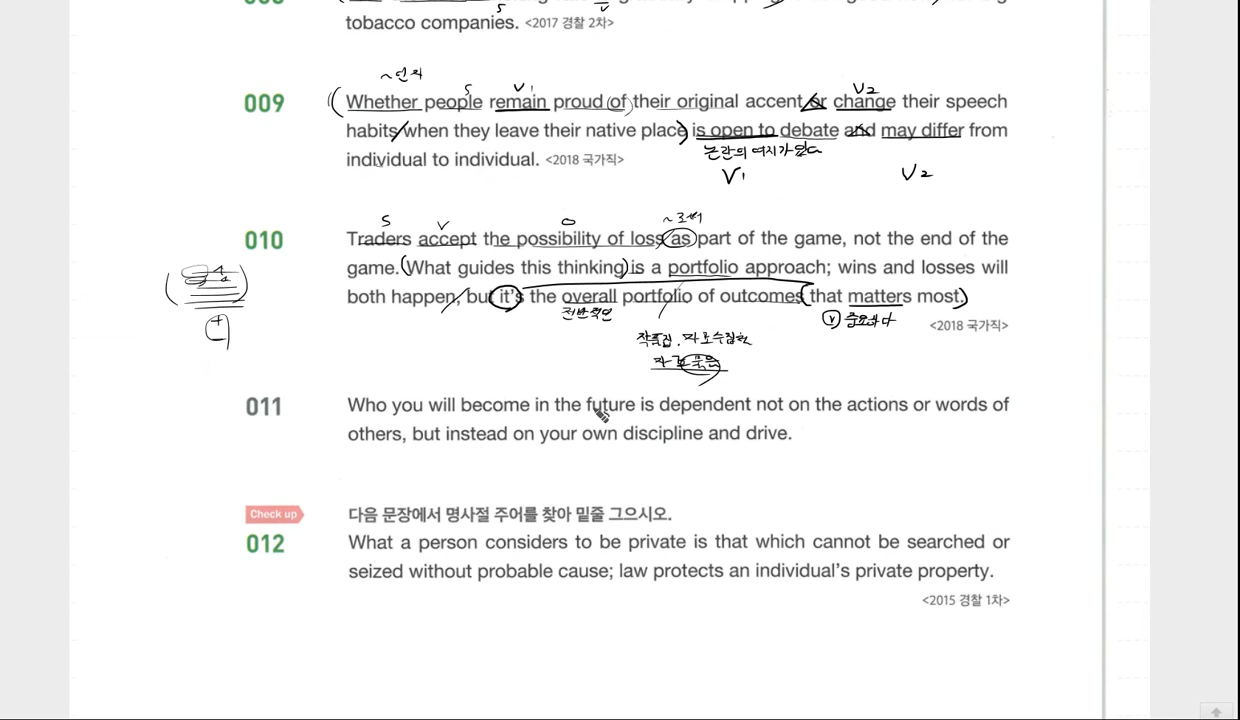 tobacco companies. <2017 경찰 2차>
~인지
S V1 V2
009 Whether people remain proud of their original accent or change their speech
habits when they leave their native place is open to debate and may differ from
논란의 여지가 있다
individual to individual. <2018 국가직>
V1 V2
S V O ~로써
010 Traders accept the possibility of loss as part of the game, not the end of the
game. What guides this thinking is a portfolio approach; wins and losses will
both happen, but it's the overall portfolio of outcomes that matters most.
전반적인 ⓥ 중요하다
<2018 국가직>
011 Who you will become in the future is dependent not on the actions or words of
others, but instead on your own discipline and drive.
Check up 다음 문장에서 명사절 주어를 찾아 밑줄 그으시오.
012 What a person considers to be private is that which cannot be searched or
seized without probable cause; law protects an individual's private property.
<2015 경찰 1차>